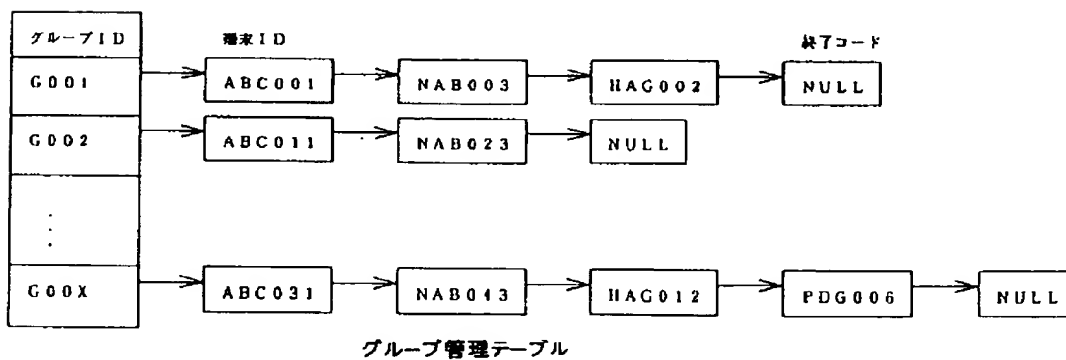 グループID 端末ID 終了コード
G001 ABC001 NAB003 HAG002 NULL
G002 ABC011 NAB023 NULL
⋮
G00X ABC031 NAB043 HAG012 PDG006 NULL
グループ管理テーブル